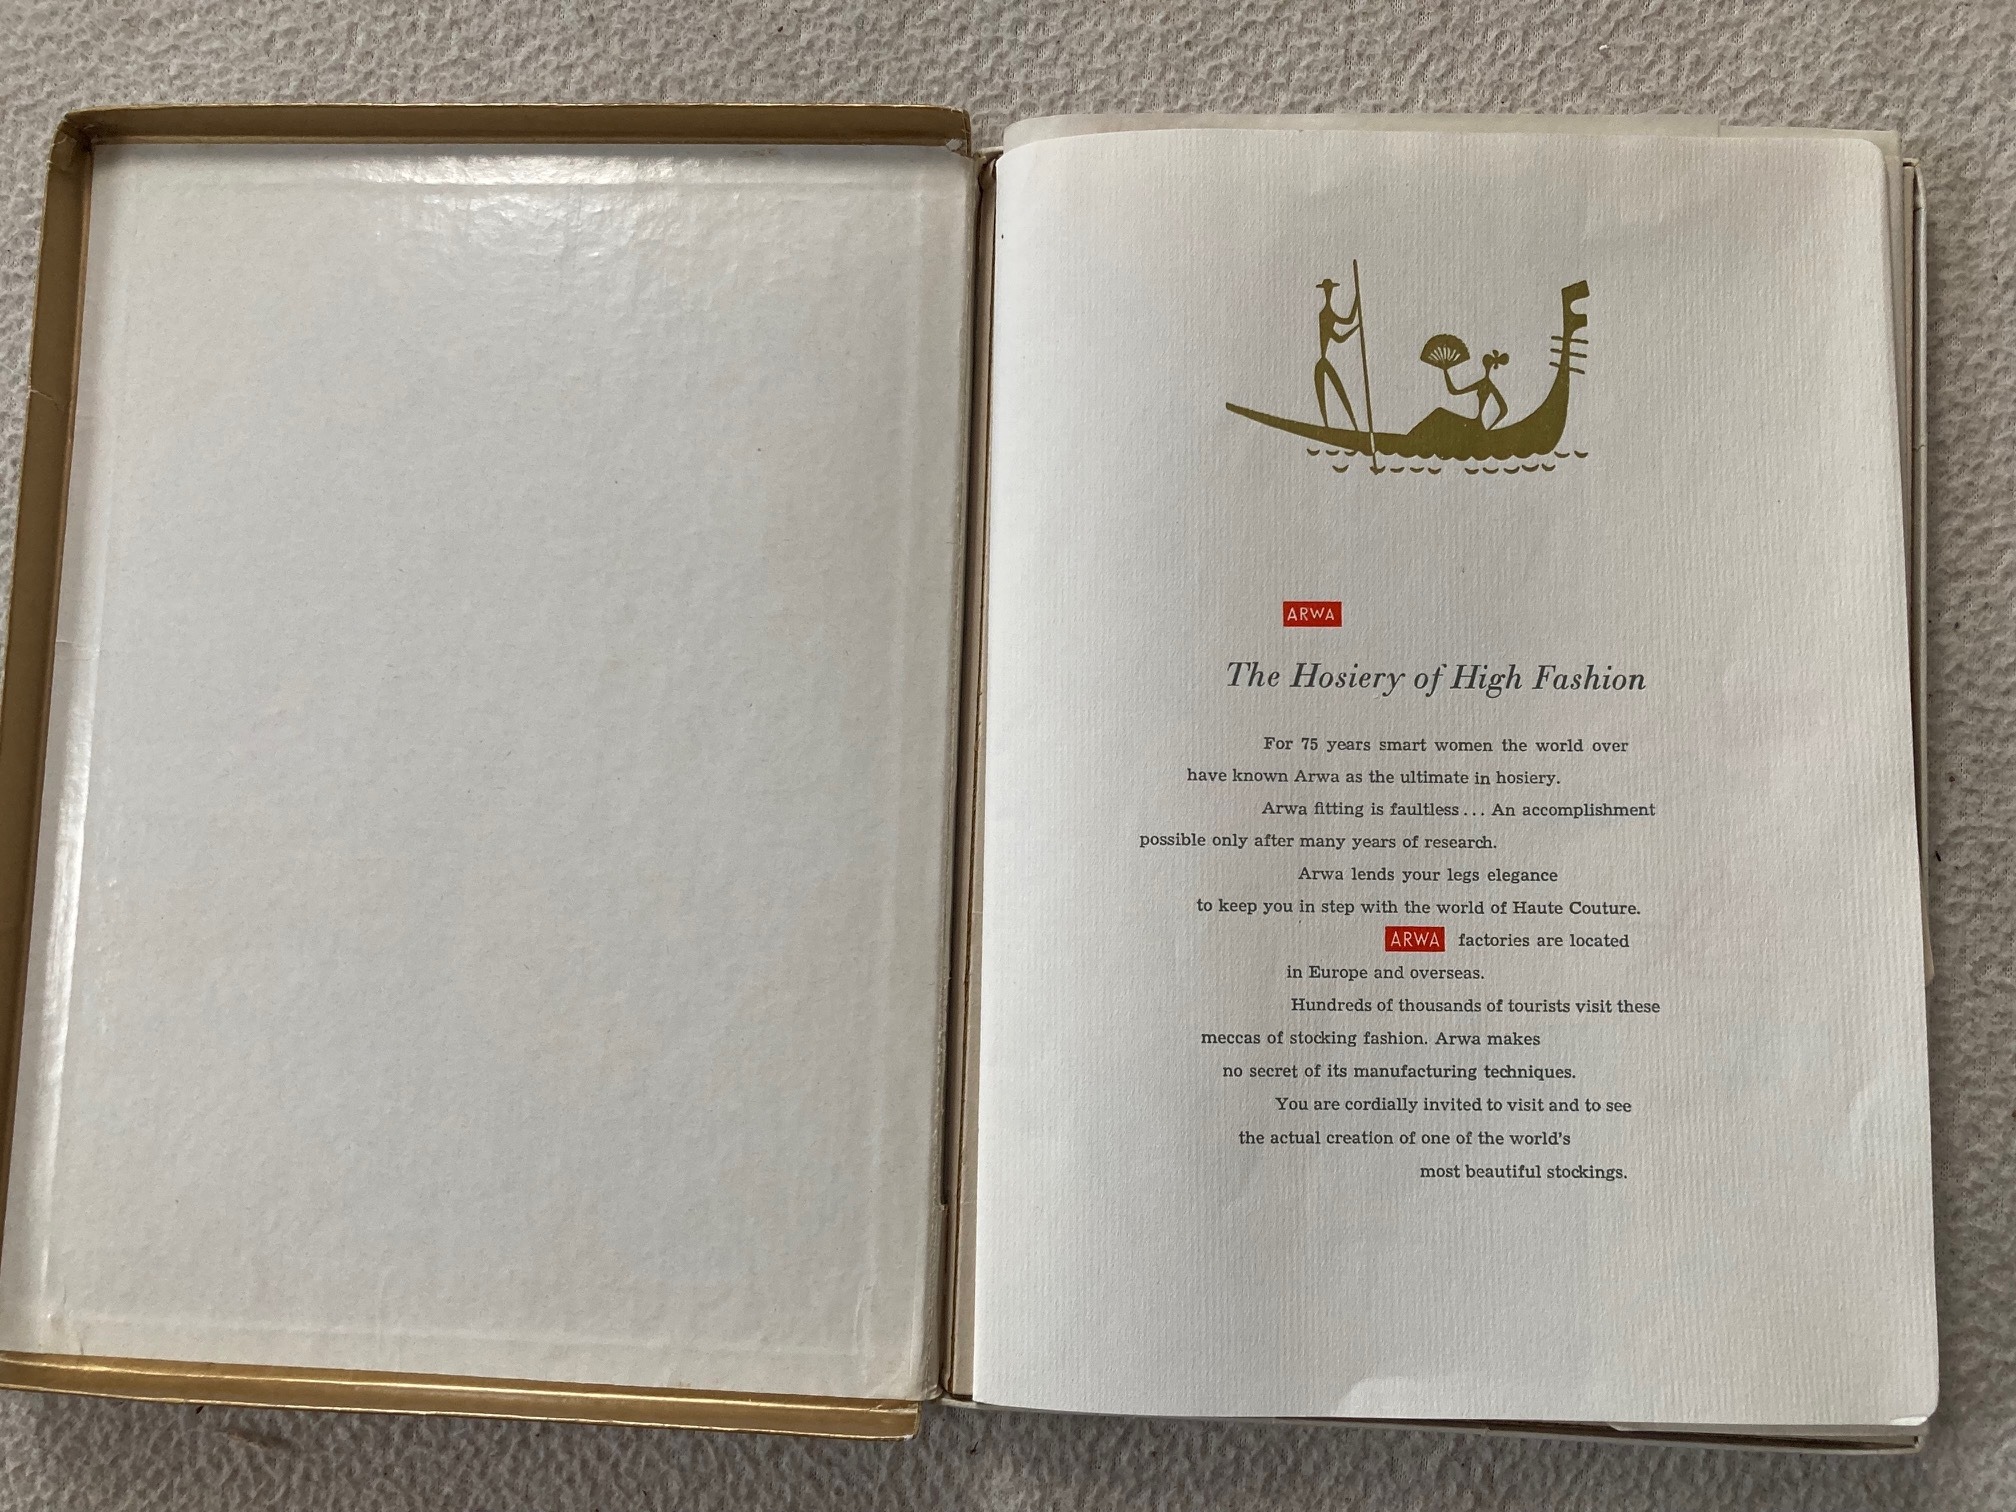 ARWA
The Hosiery of High Fashion
For 75 years smart women the world over
have known Arwa as the ultimate in hosiery.
Arwa fitting is faultless ... An accomplishment
possible only after many years of research.
Arwa lends your legs elegance
to keep you in step with the world of Haute Couture.
ARWA factories are located
in Europe and overseas.
Hundreds of thousands of tourists visit these
meccas of stocking fashion. Arwa makes
no secret of its manufacturing techniques.
You are cordially invited to visit and to see
the actual creation of one of the world's
most beautiful stockings.